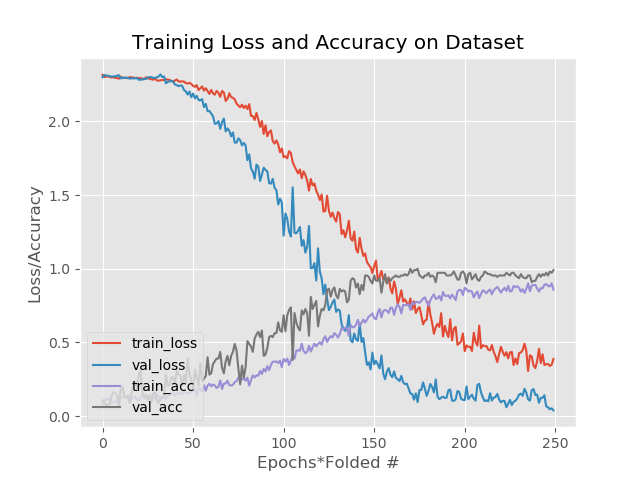 Training Loss and Accuracy on Dataset
Loss/Accuracy
2.0
1.5
1.0
0.5
0.0
train_loss
val_loss
train_acc
val_acc
0 50 100 150 200 250
Epochs*Folded #